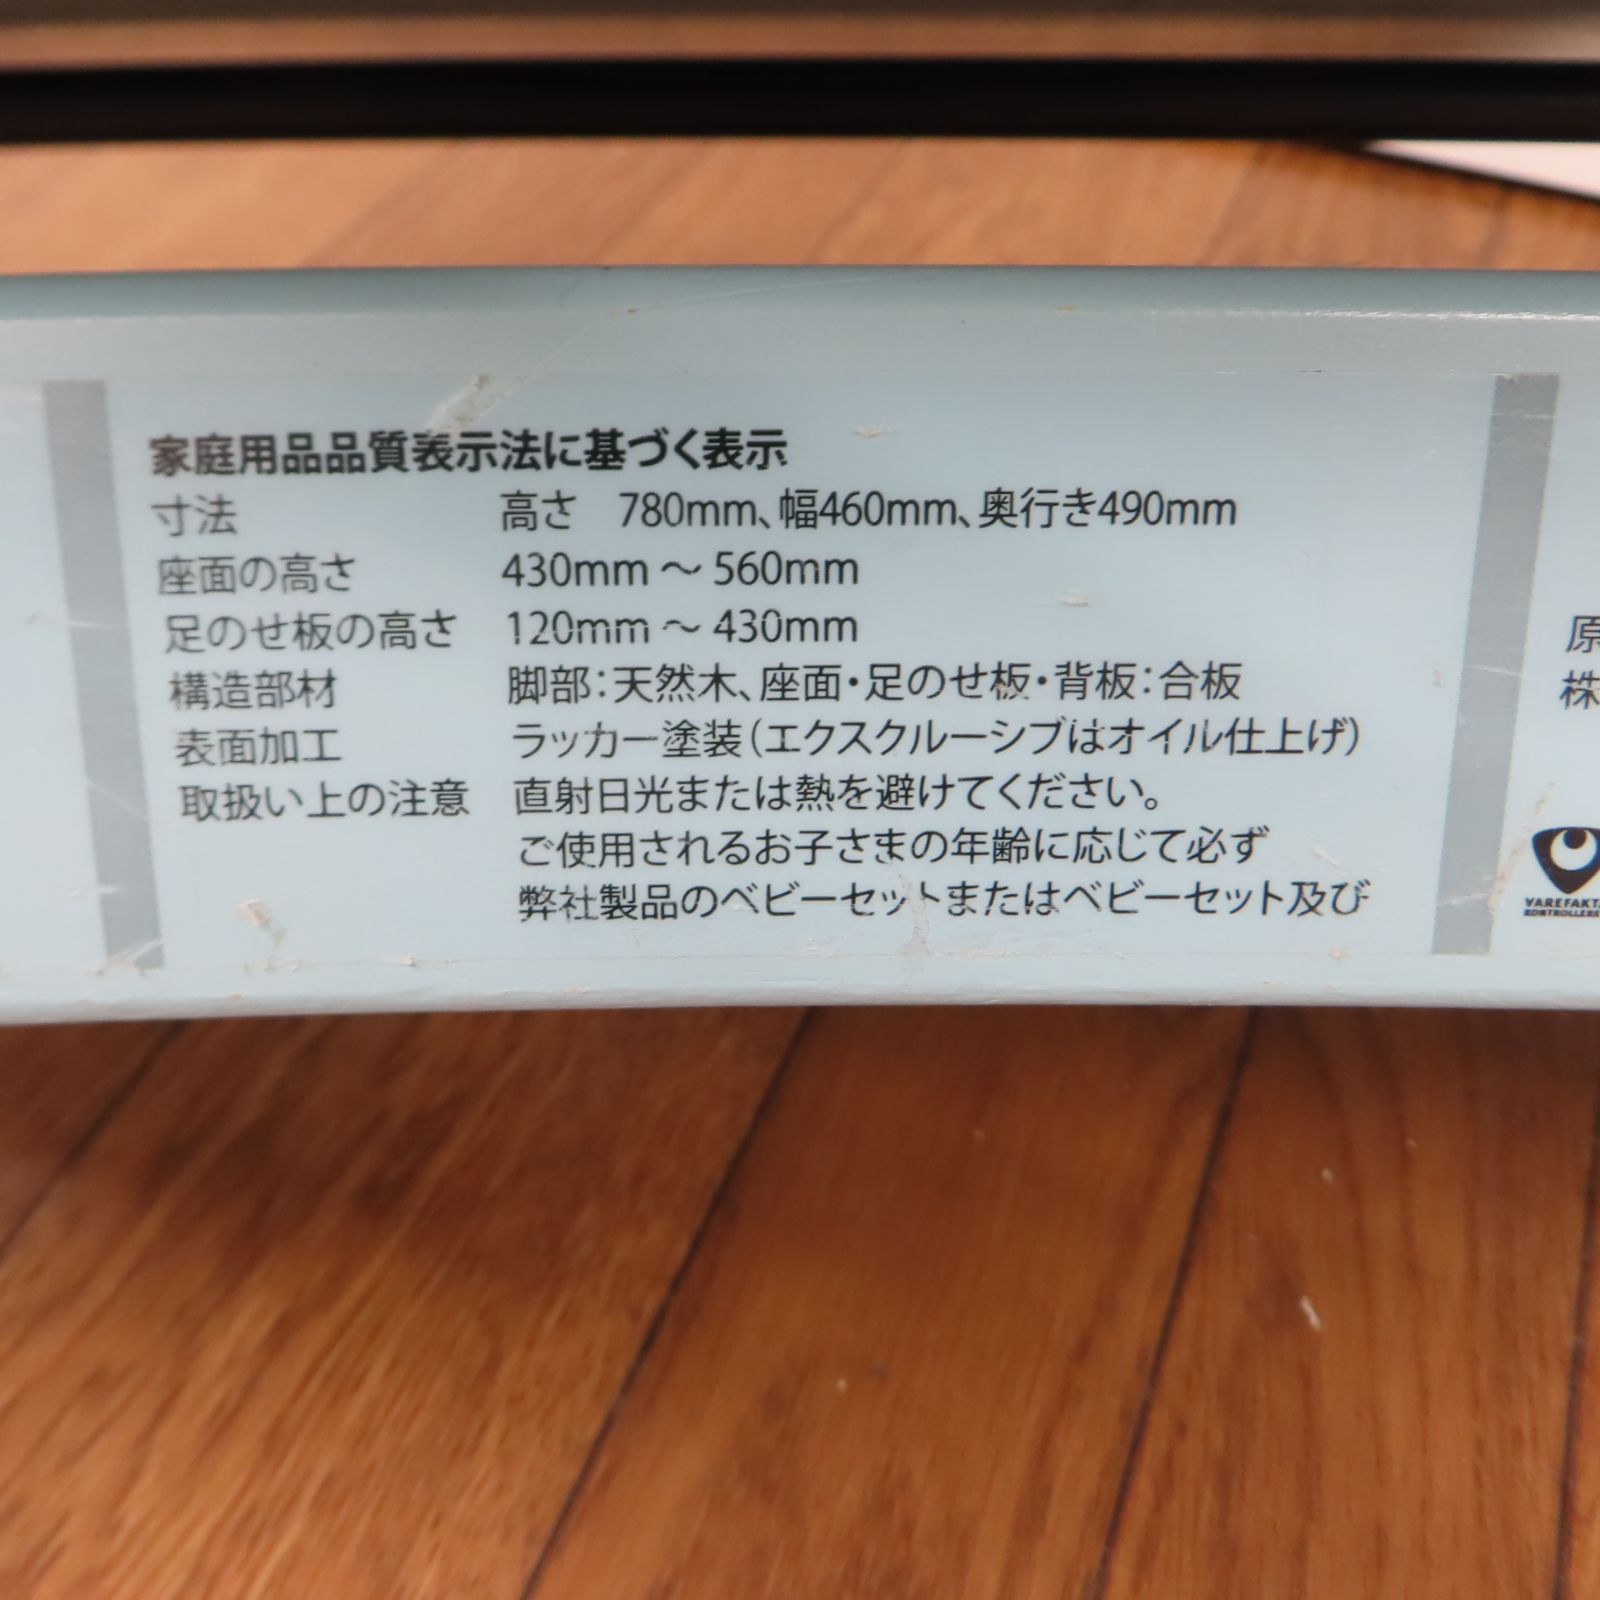 家庭用品品質表示法に基づく表示
寸法 高さ 780mm、幅460mm、奥行き490mm
座面の高さ 430mm ～ 560mm
足のせ板の高さ 120mm ～ 430mm
構造部材 脚部：天然木、座面・足のせ板・背板：合板
表面加工 ラッカー塗装（エクスクルーシブはオイル仕上げ）
取扱い上の注意 直射日光または熱を避けてください。
ご使用されるお子さまの年齢に応じて必ず
弊社製品のベビーセットまたはベビーセット及び
原
株
VAREFAKTA
KONTROLLERE